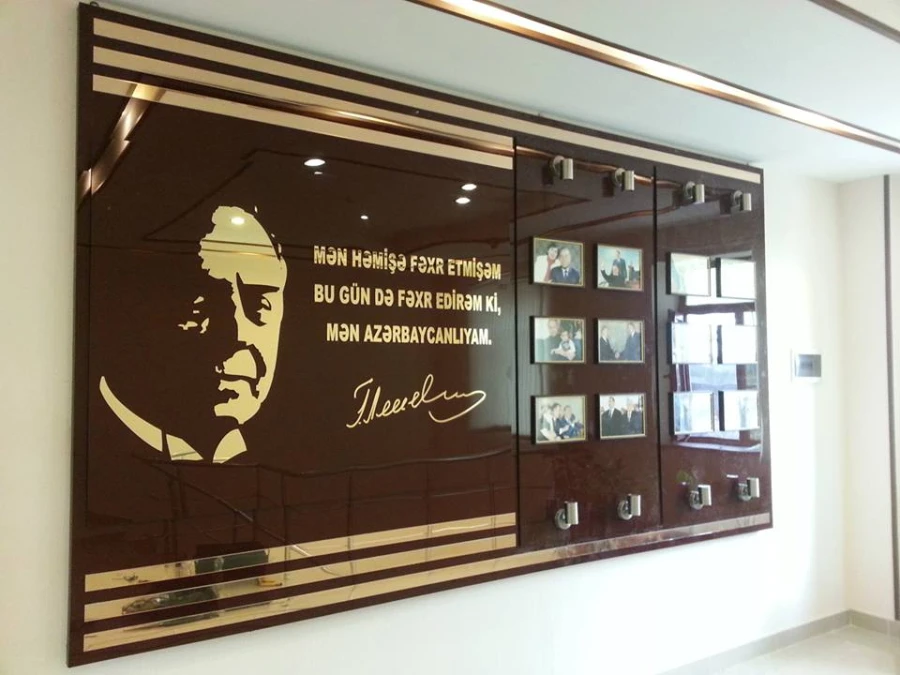 MƏN HƏMİŞƏ FƏXR ETMİŞƏM
BU GÜN DƏ FƏXR EDİRƏM Kİ,
MƏN AZƏRBAYCANLIYAM.